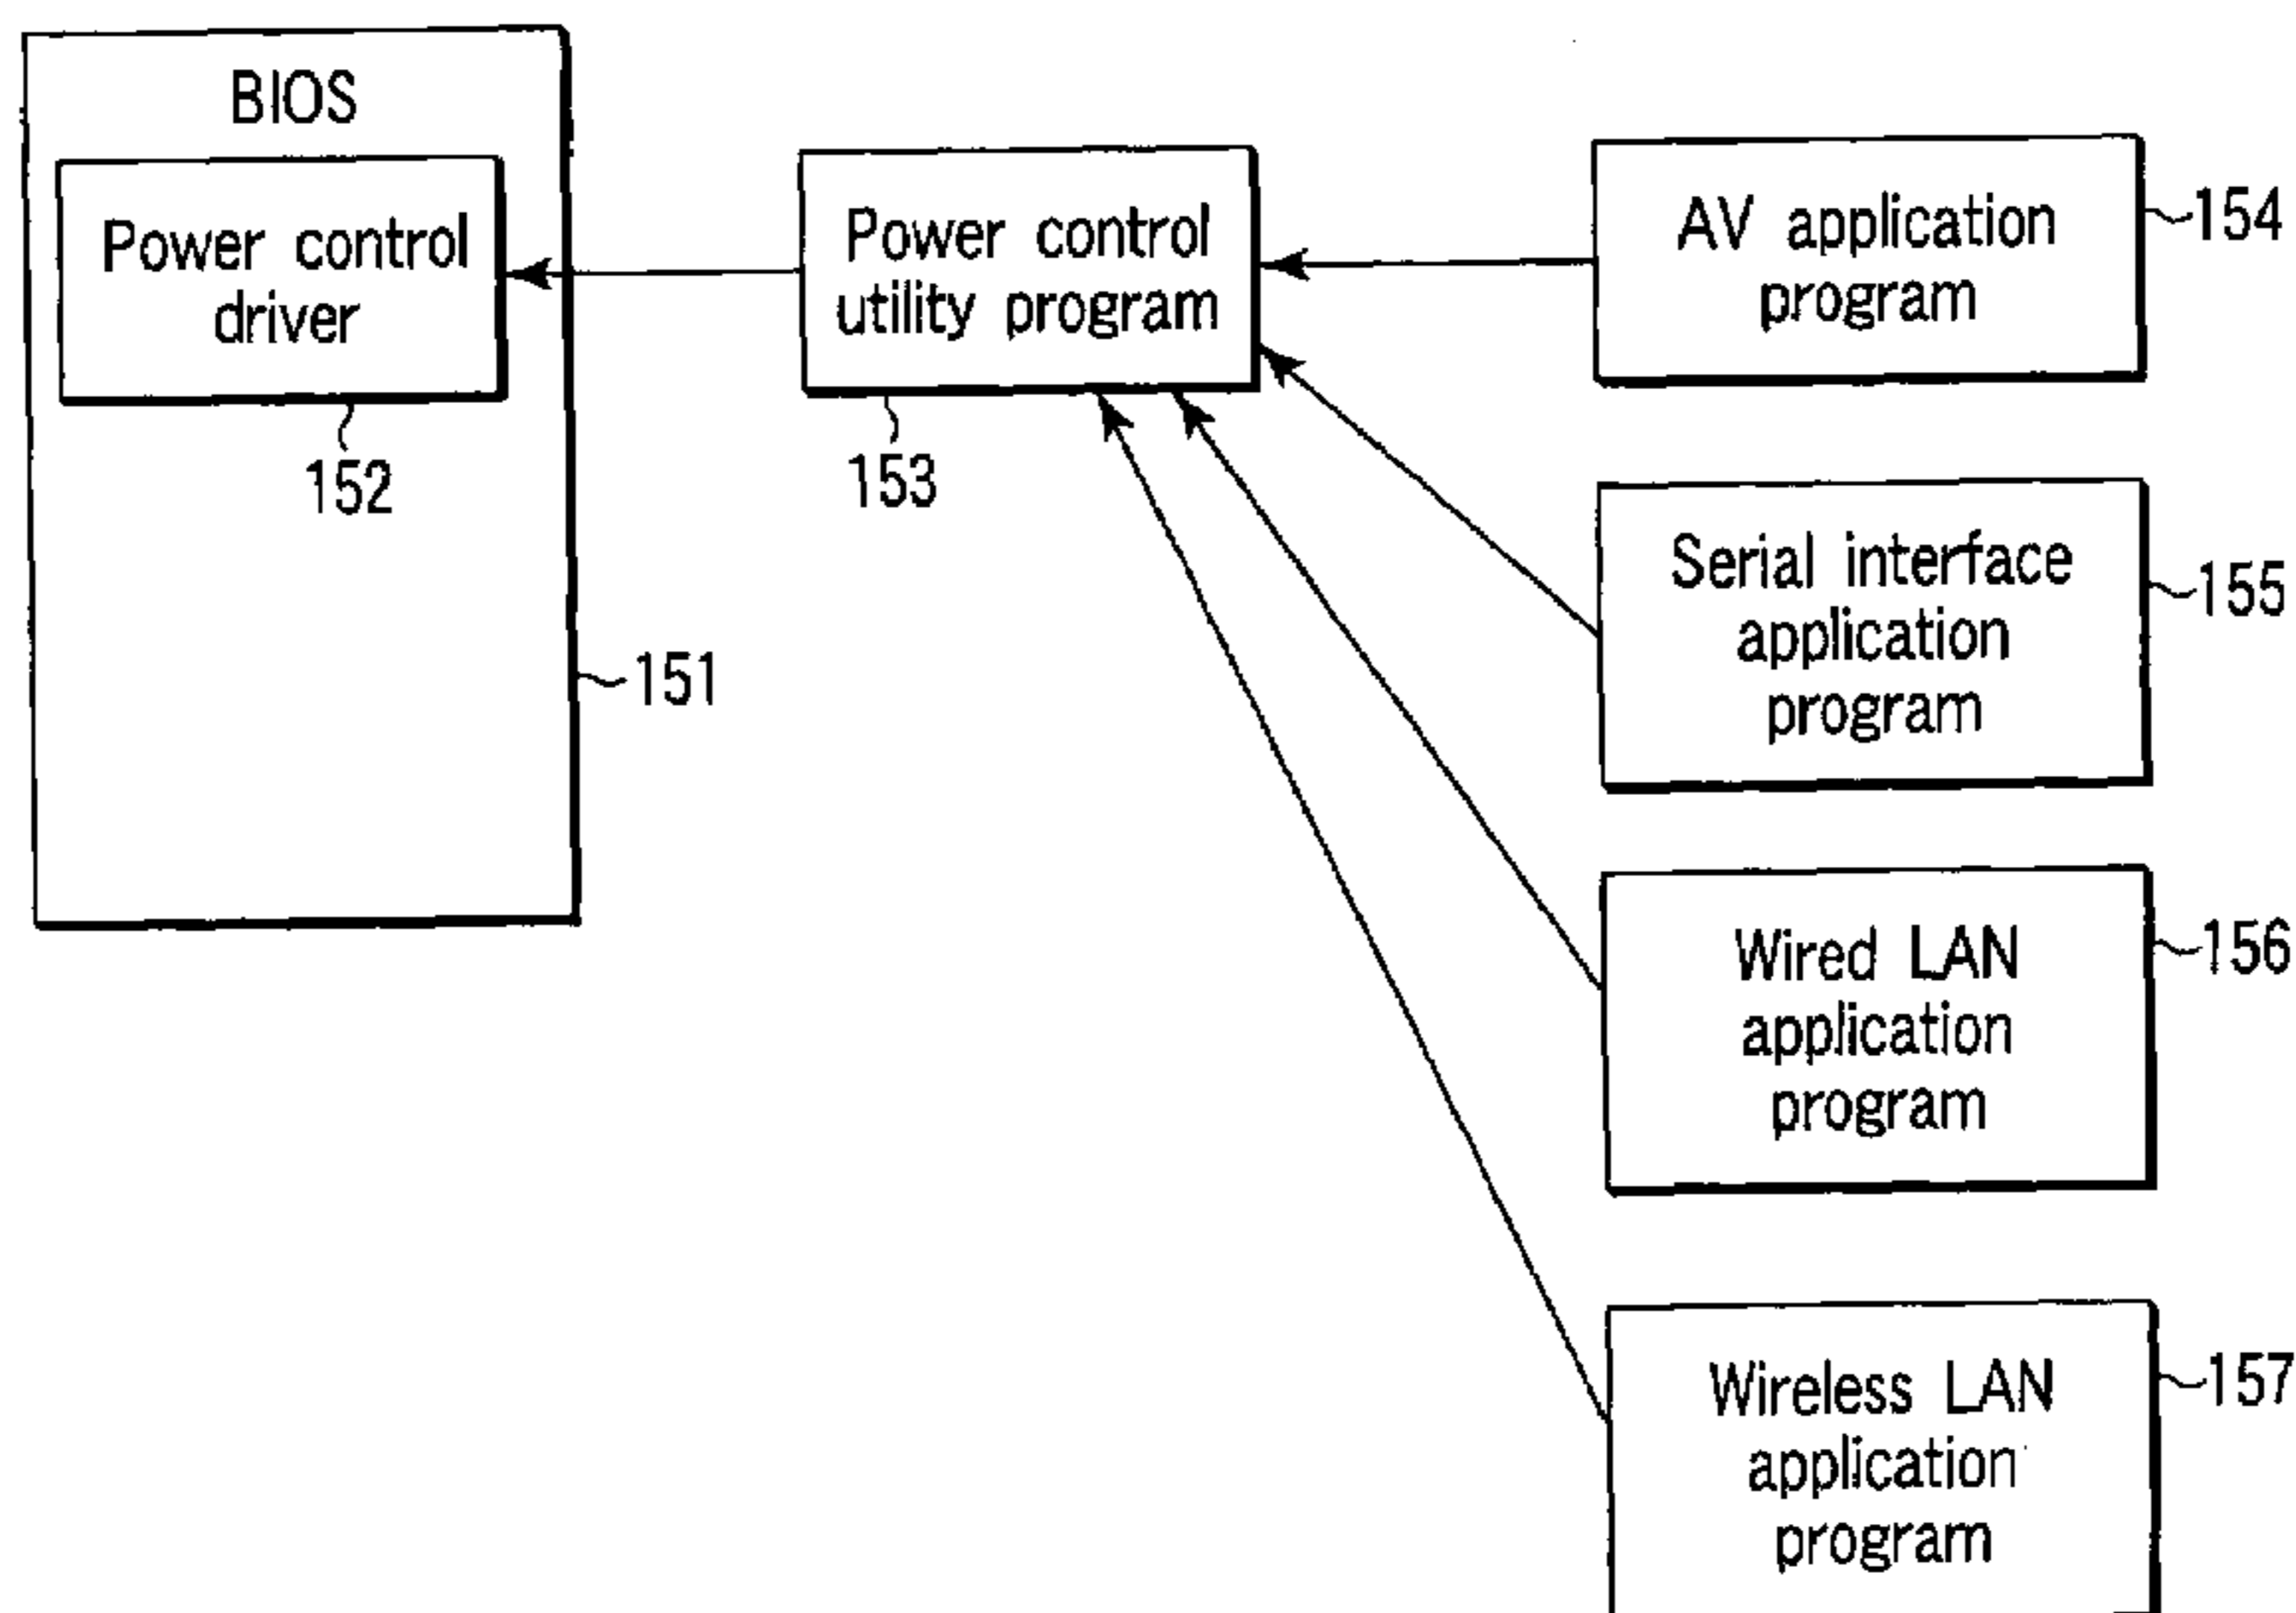 BIOS
Power control
driver
152
151
Power control
utility program
153
AV application
program
154
Serial interface
application
program
155
Wired LAN
application
program
156
Wireless LAN
application
program
157